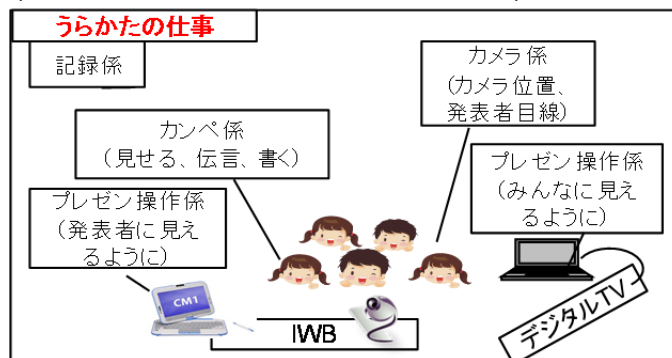 うらかたの仕事
記録係
カメラ係
(カメラ位置、
発表者目線)
カンペ係
(見せる、伝言、書く)
プレゼン操作係
(みんなに見え
るように)
プレゼン操作係
(発表者に見え
るように)
CM1
IWB
デジタルTV